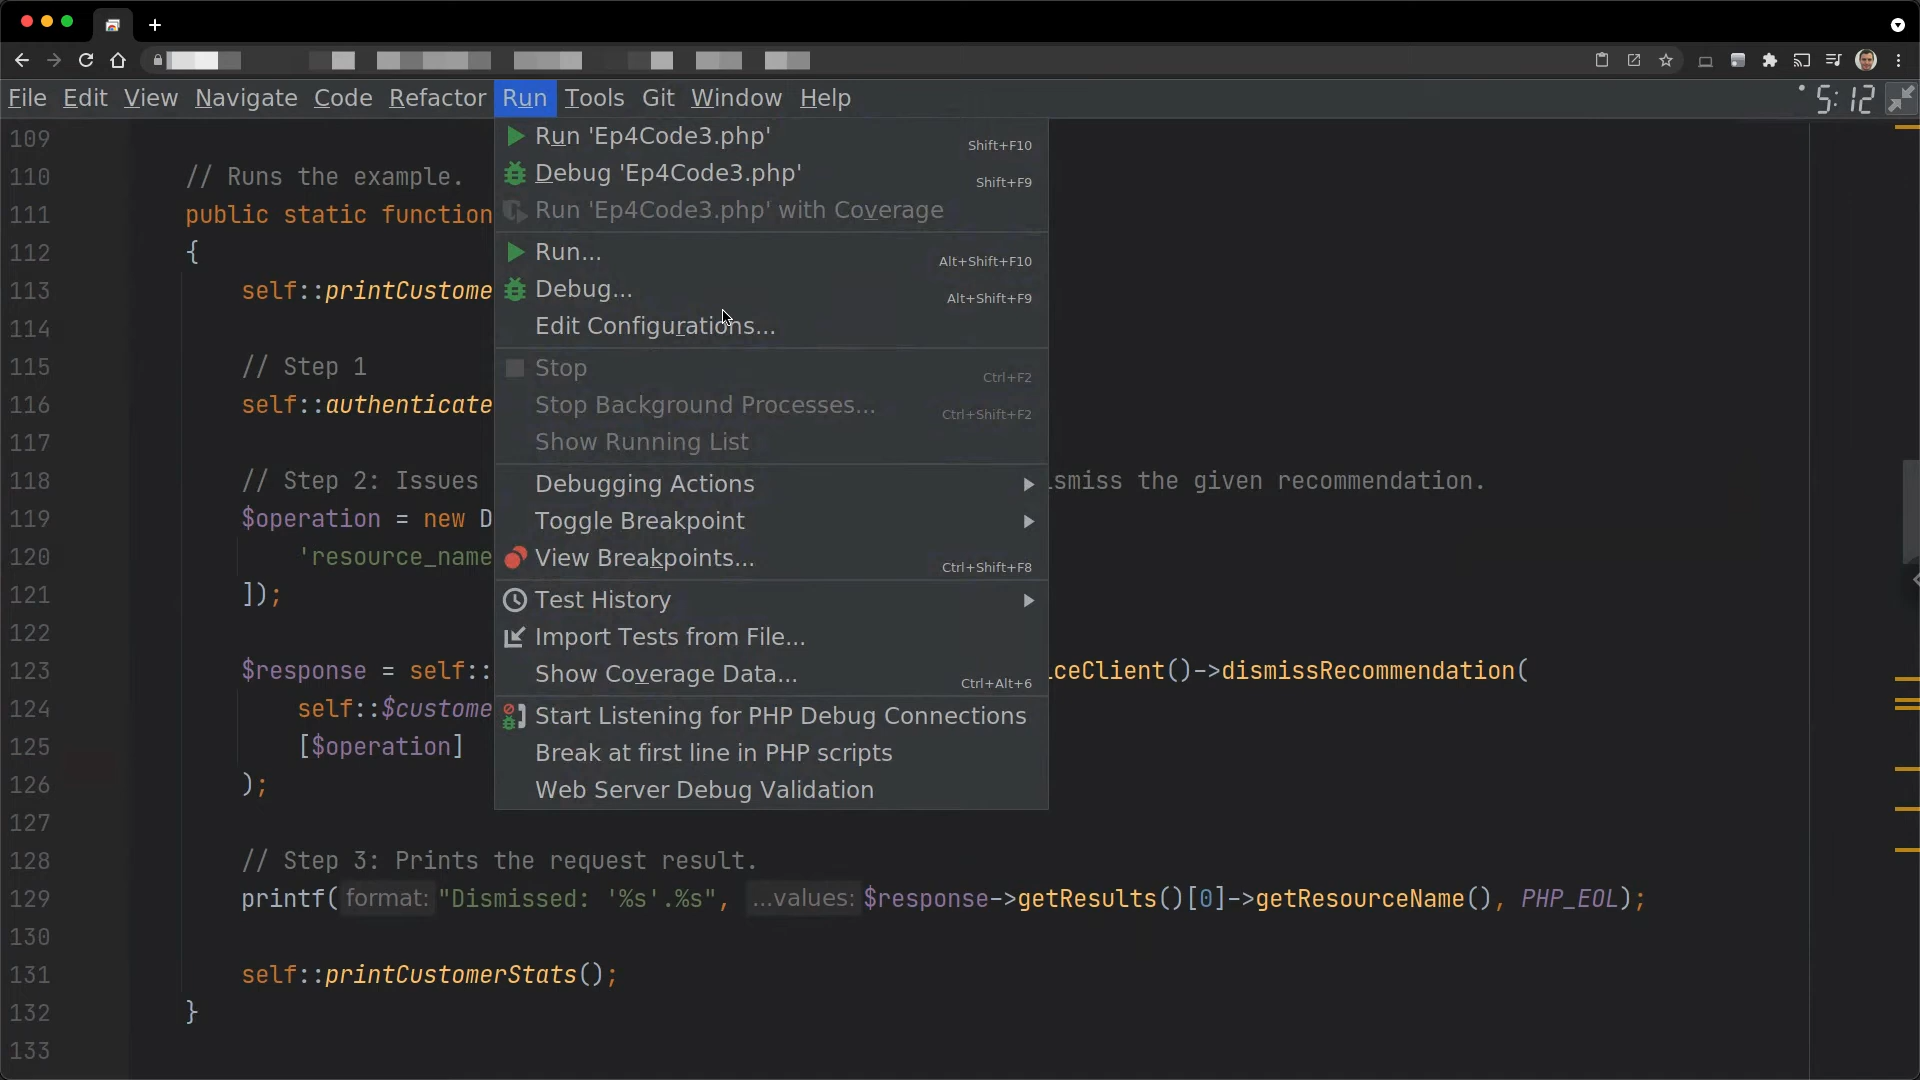 File Edit View Navigate Code Refactor Run Tools Git Window Help
5:12
Run 'Ep4Code3.php' Shift+F10
Debug 'Ep4Code3.php' Shift+F9
Run 'Ep4Code3.php' with Coverage
Run... Alt+Shift+F10
Debug... Alt+Shift+F9
Edit Configurations...
Stop Ctrl+F2
Stop Background Processes... Ctrl+Shift+F2
Show Running List
Debugging Actions
Toggle Breakpoint
View Breakpoints... Ctrl+Shift+F8
Test History
Import Tests from File...
Show Coverage Data... Ctrl+Alt+6
Start Listening for PHP Debug Connections
Break at first line in PHP scripts
Web Server Debug Validation
109
110 // Runs the example.
111 public static function
112 {
113 self::printCustome
114
115 // Step 1
116 self::authenticate
117
118 // Step 2: Issues smiss the given recommendation.
119 $operation = new D
120 'resource_name
121 ]);
122
123 $response = self:: ceClient()->dismissRecommendation(
124 self::$custome
125 [$operation]
126 );
127
128 // Step 3: Prints the request result.
129 printf( format: "Dismissed: '%s'.%s", ...values: $response->getResults()[0]->getResourceName(), PHP_EOL);
130
131 self::printCustomerStats();
132 }
133